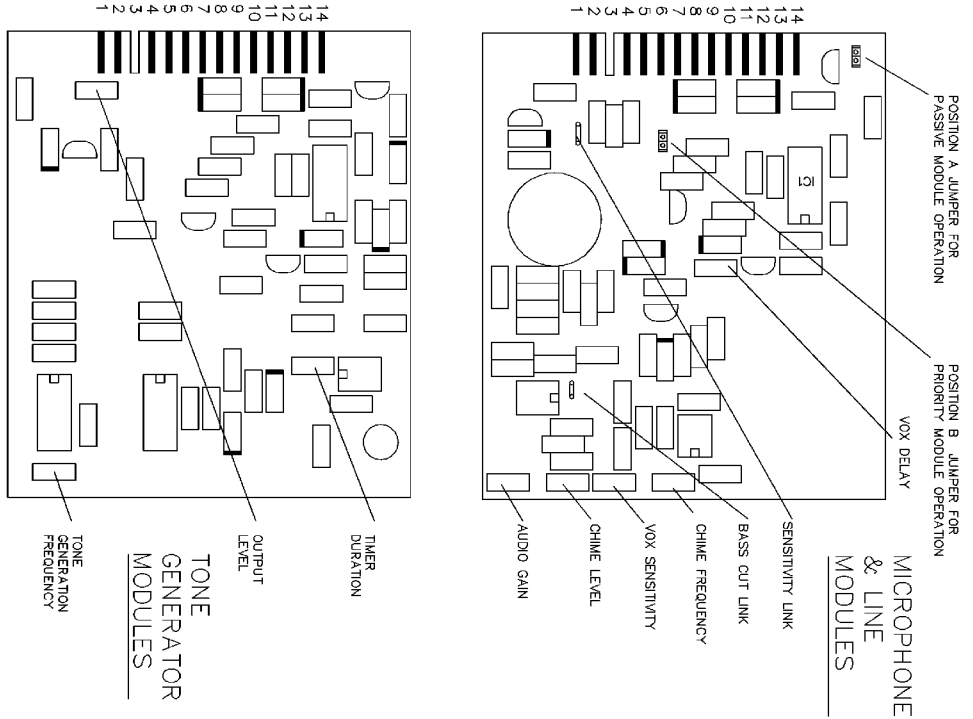 14
13
12
11
10
9
8
7
6
5
4
3
2
1
POSITION A JUMPER FOR
PASSIVE MODULE OPERATION
POSITION B JUMPER FOR
PRIORITY MODULE OPERATION
VOX DELAY
IC1
SENSITIVITY LINK
BASS CUT LINK
CHIME FREQUENCY
VOX SENSITIVITY
CHIME LEVEL
AUDIO GAIN
MICROPHONE
& LINE
MODULES
14
13
12
11
10
9
8
7
6
5
4
3
2
1
TIMER
DURATION
OUTPUT
LEVEL
TONE
GENERATION
FREQUENCY
TONE
GENERATOR
MODULES